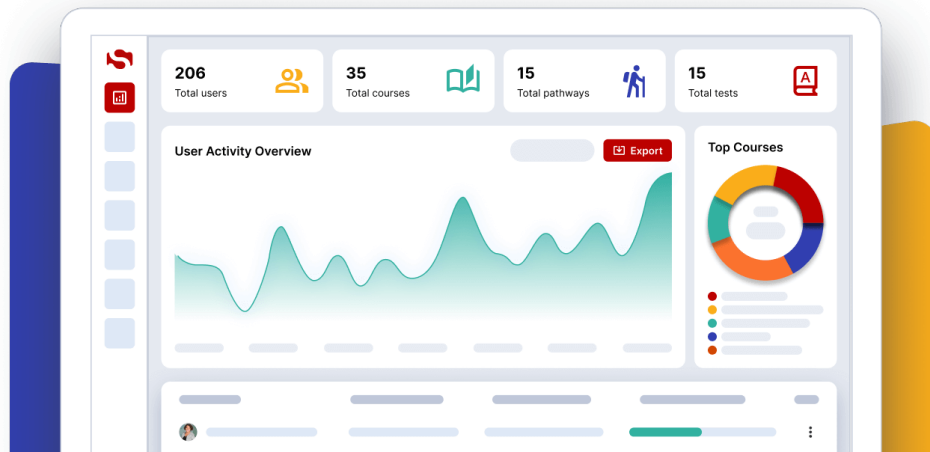 206
Total users
35
Total courses
15
Total pathways
15
Total tests
A
User Activity Overview
Export
Top Courses